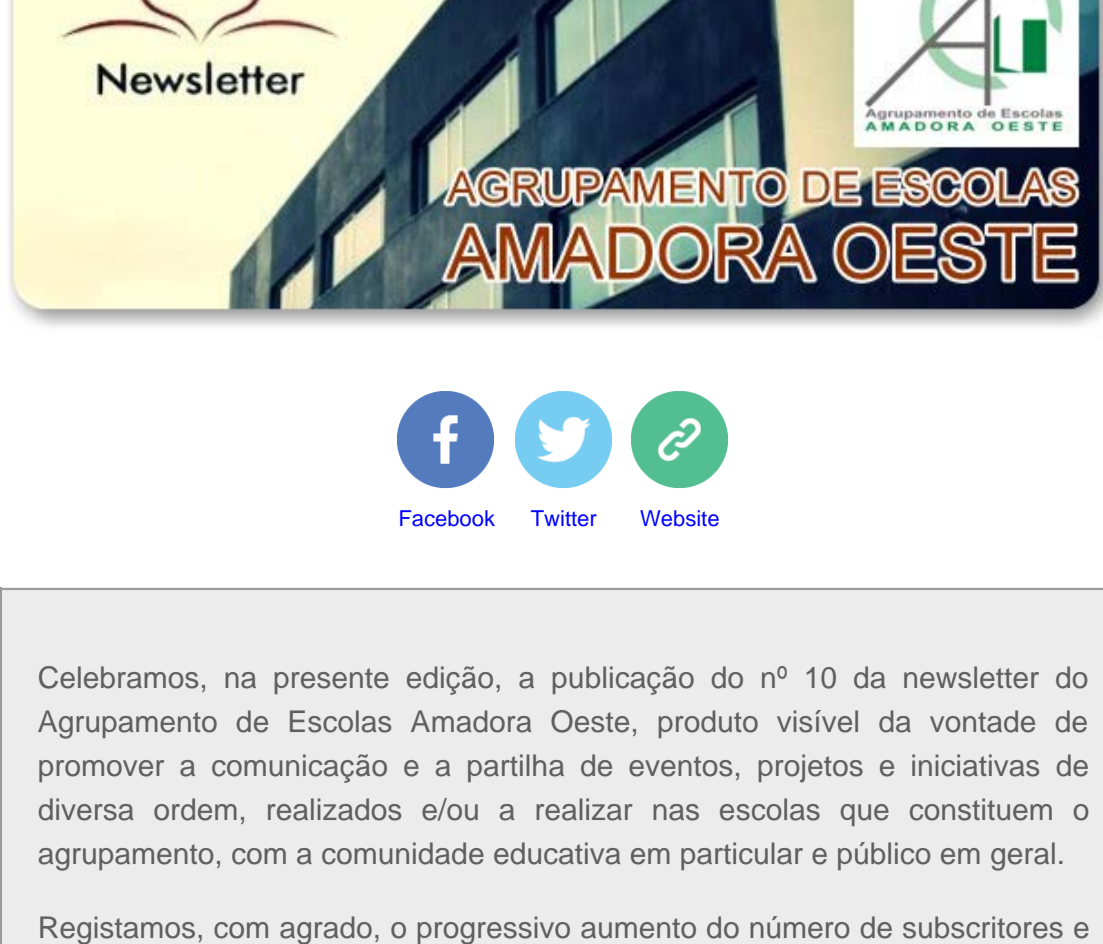 Newsletter
Agrupamento de Escolas
AMADORA OESTE
AGRUPAMENTO DE ESCOLAS
AMADORA OESTE
Facebook Twitter Website
Celebramos, na presente edição, a publicação do nº 10 da newsletter do
Agrupamento de Escolas Amadora Oeste, produto visível da vontade de
promover a comunicação e a partilha de eventos, projetos e iniciativas de
diversa ordem, realizados e/ou a realizar nas escolas que constituem o
agrupamento, com a comunidade educativa em particular e público em geral.
Registamos, com agrado, o progressivo aumento do número de subscritores e